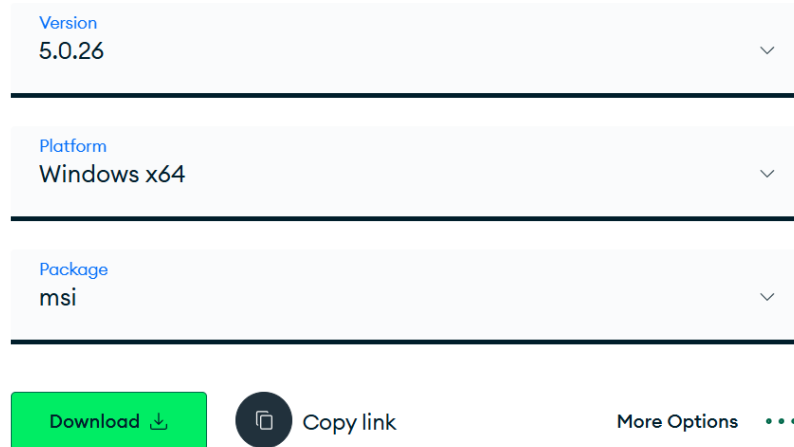 Version
5.0.26
Platform
Windows x64
Package
msi
Download
Copy link
More Options